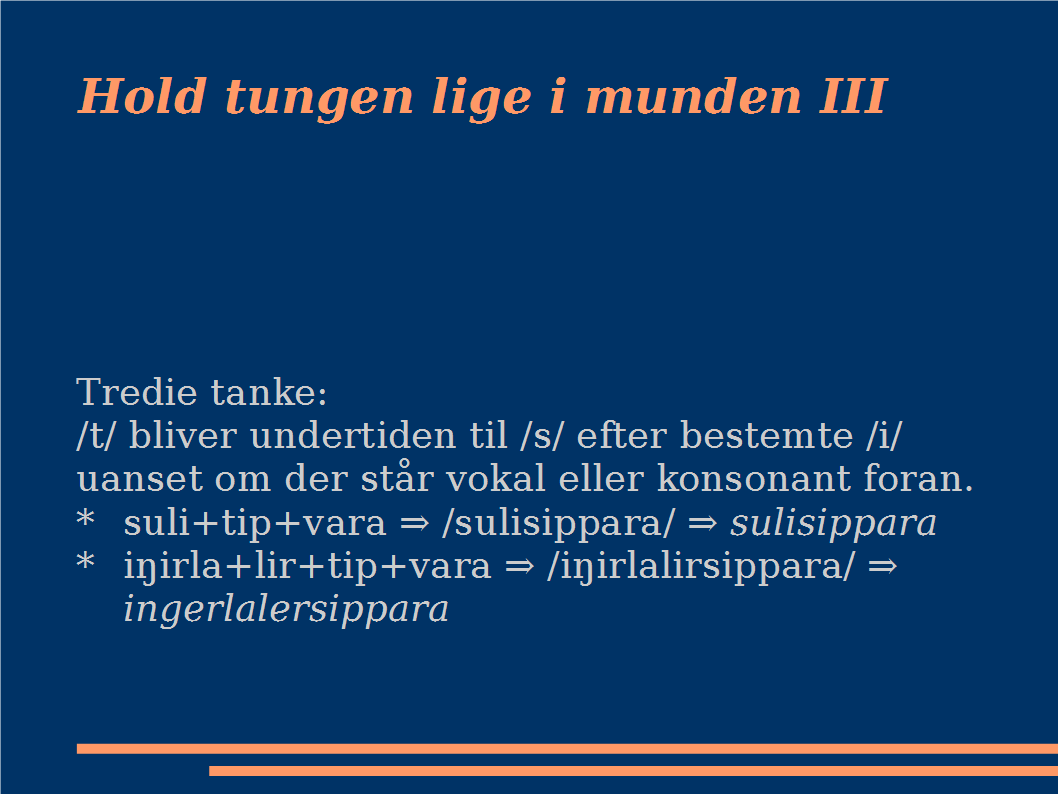 Hold tungen lige i munden III
Tredie tanke:
/t/ bliver undertiden til /s/ efter bestemte /i/
uanset om der står vokal eller konsonant foran.
* suli+tip+vara ⇒ /sulisippara/ ⇒ sulisippara
* iŋirla+lir+tip+vara ⇒ /iŋirlalirsippara/ ⇒
ingerlalersippara